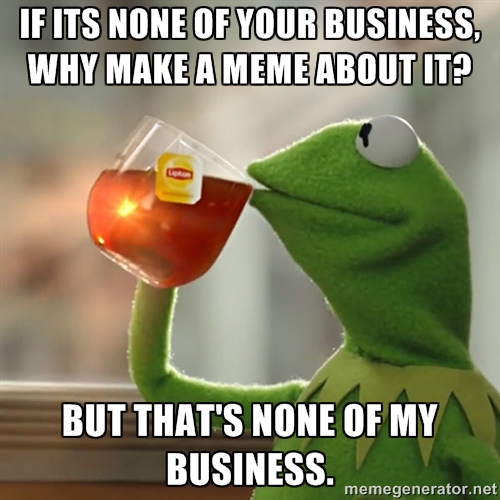 IF ITS NONE OF YOUR BUSINESS,
WHY MAKE A MEME ABOUT IT?
Lipton
BUT THAT'S NONE OF MY
BUSINESS.
memegenerator.net